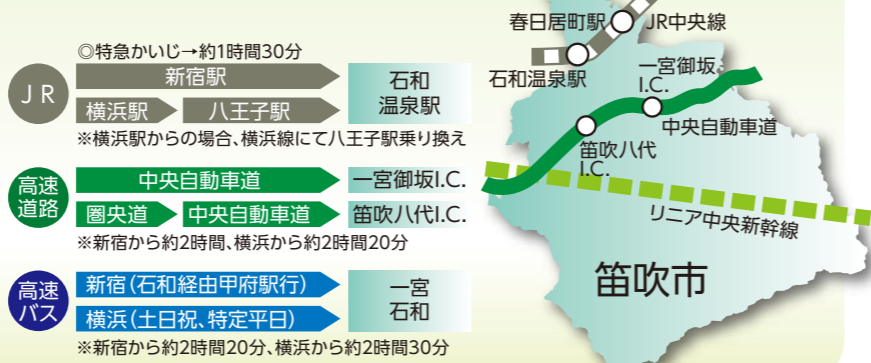 ◎特急かいじ→約1時間30分
JR
新宿駅
横浜駅
八王子駅
石和
温泉駅
※横浜駅からの場合、横浜線にて八王子駅乗り換え
高速
道路
中央自動車道
一宮御坂I.C.
圏央道
中央自動車道
笛吹八代I.C.
※新宿から約2時間、横浜から約2時間20分
高速
バス
新宿(石和経由甲府駅行)
横浜(土日祝、特定平日)
一宮
石和
※新宿から約2時間20分、横浜から約2時間30分
春日居町駅
JR中央線
石和温泉駅
一宮御坂
I.C.
中央自動車道
笛吹八代
I.C.
リニア中央新幹線
笛吹市